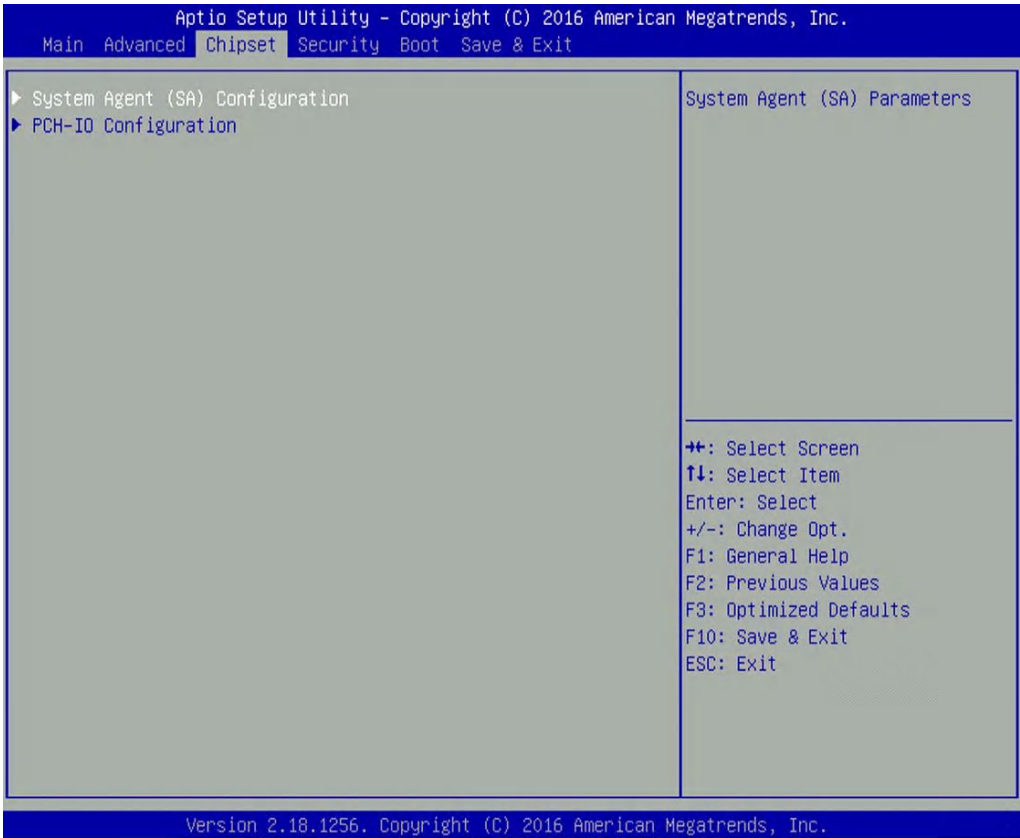 Aptio Setup Utility - Copyright (C) 2016 American Megatrends, Inc.
Main Advanced Chipset Security Boot Save & Exit
► System Agent (SA) Configuration
► PCH-IO Configuration
System Agent (SA) Parameters
→←: Select Screen
↑↓: Select Item
Enter: Select
+/-: Change Opt.
F1: General Help
F2: Previous Values
F3: Optimized Defaults
F10: Save & Exit
ESC: Exit
Version 2.18.1256. Copyright (C) 2016 American Megatrends, Inc.